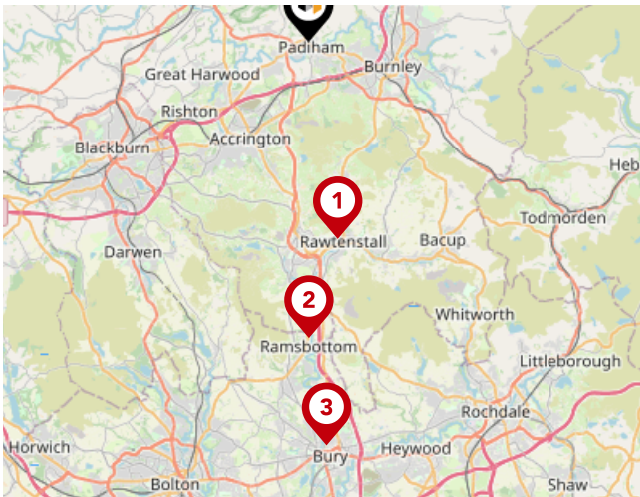 Padiham
Burnley
Great Harwood
Rishton
Accrington
Blackburn
Heb
1
Rawtenstall
Bacup
Todmorden
Darwen
2
Whitworth
Ramsbottom
Littleborough
3
Rochdale
Horwich
Bury
Heywood
Bolton
Shaw